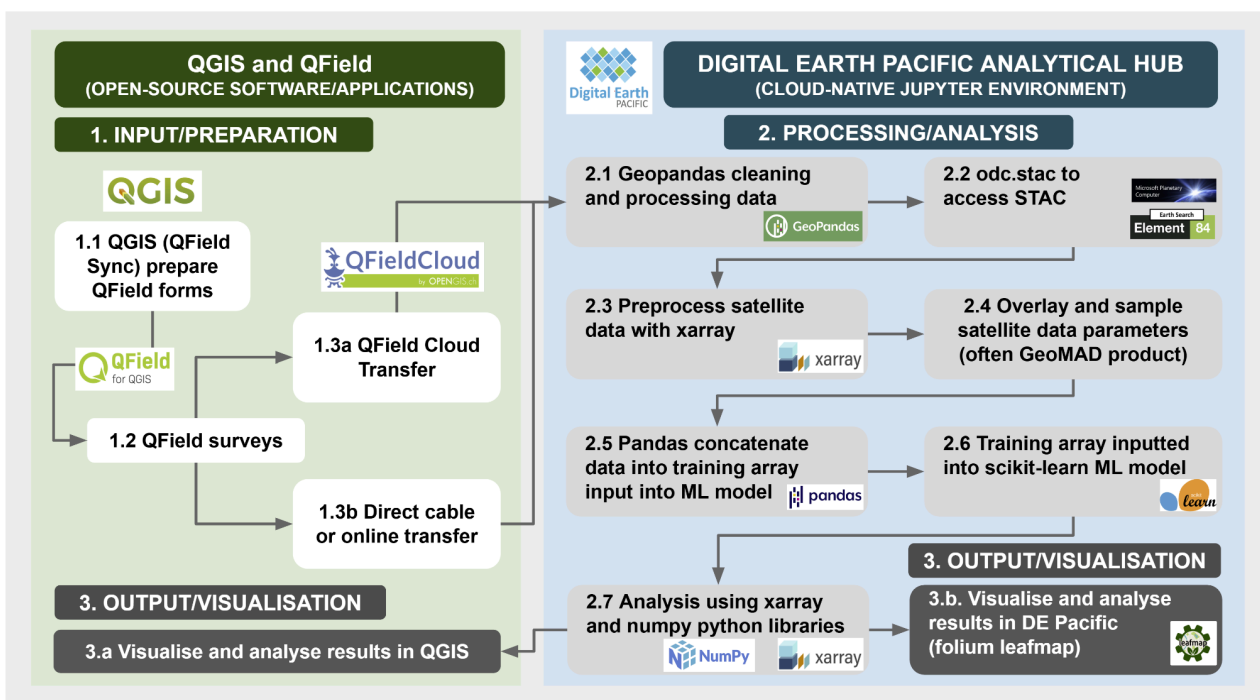 QGIS and QField
(OPEN-SOURCE SOFTWARE/APPLICATIONS)
1. INPUT/PREPARATION
QGIS
1.1 QGIS (QField
Sync) prepare
QField forms
QField
for QGIS
1.2 QField surveys
QFieldCloud
by OPENGIS.ch
1.3a QField Cloud
Transfer
1.3b Direct cable
or online transfer
3. OUTPUT/VISUALISATION
3.a Visualise and analyse results in QGIS
Digital Earth
PACIFIC
DIGITAL EARTH PACIFIC ANALYTICAL HUB
(CLOUD-NATIVE JUPYTER ENVIRONMENT)
2. PROCESSING/ANALYSIS
2.1 Geopandas cleaning
and processing data
GeoPandas
2.2 odc.stac to
access STAC
Microsoft Planetary
Computer
Earth Search
Element 84
2.3 Preprocess satellite
data with xarray
xarray
2.4 Overlay and sample
satellite data parameters
(often GeoMAD product)
2.5 Pandas concatenate
data into training array
input into ML model
pandas
2.6 Training array inputted
into scikit-learn ML model
scikit
learn
2.7 Analysis using xarray
and numpy python libraries
NumPy
xarray
3. OUTPUT/VISUALISATION
3.b. Visualise and analyse
results in DE Pacific
(folium leafmap)
leafmap